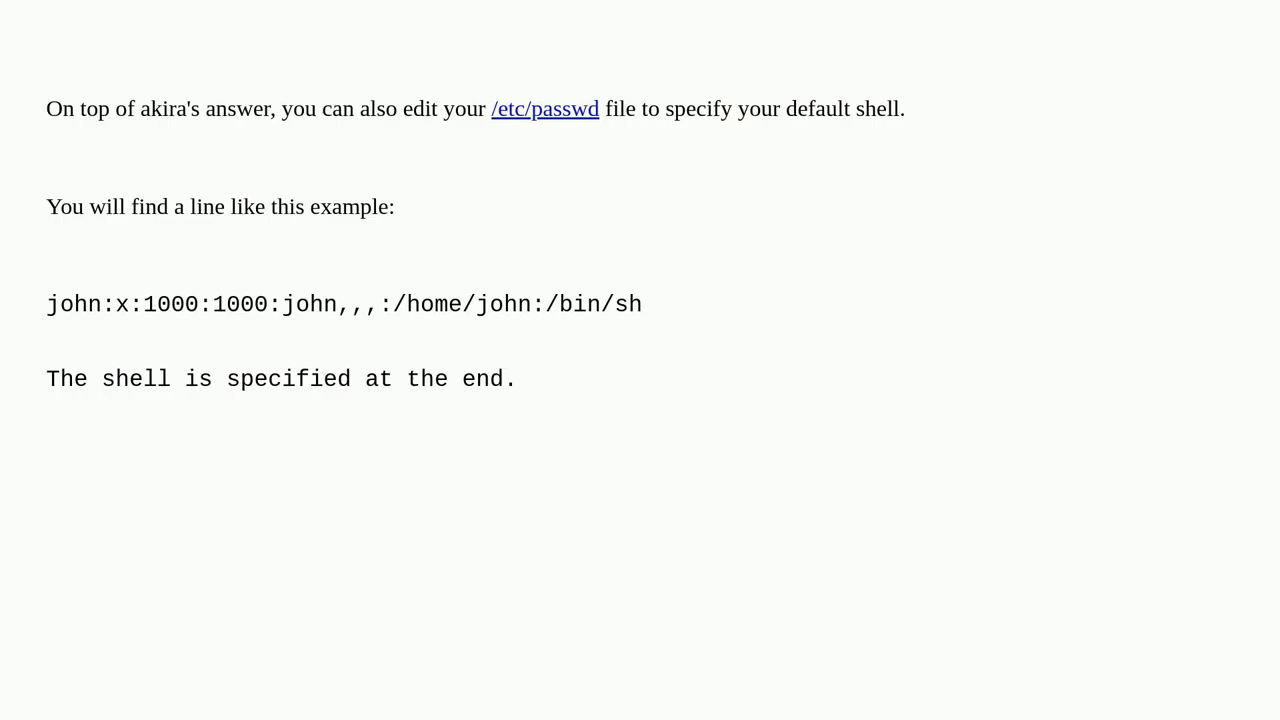 On top of akira's answer, you can also edit your /etc/passwd file to specify your default shell.
You will find a line like this example:
john:x:1000:1000:john,,,:/home/john:/bin/sh
The shell is specified at the end.